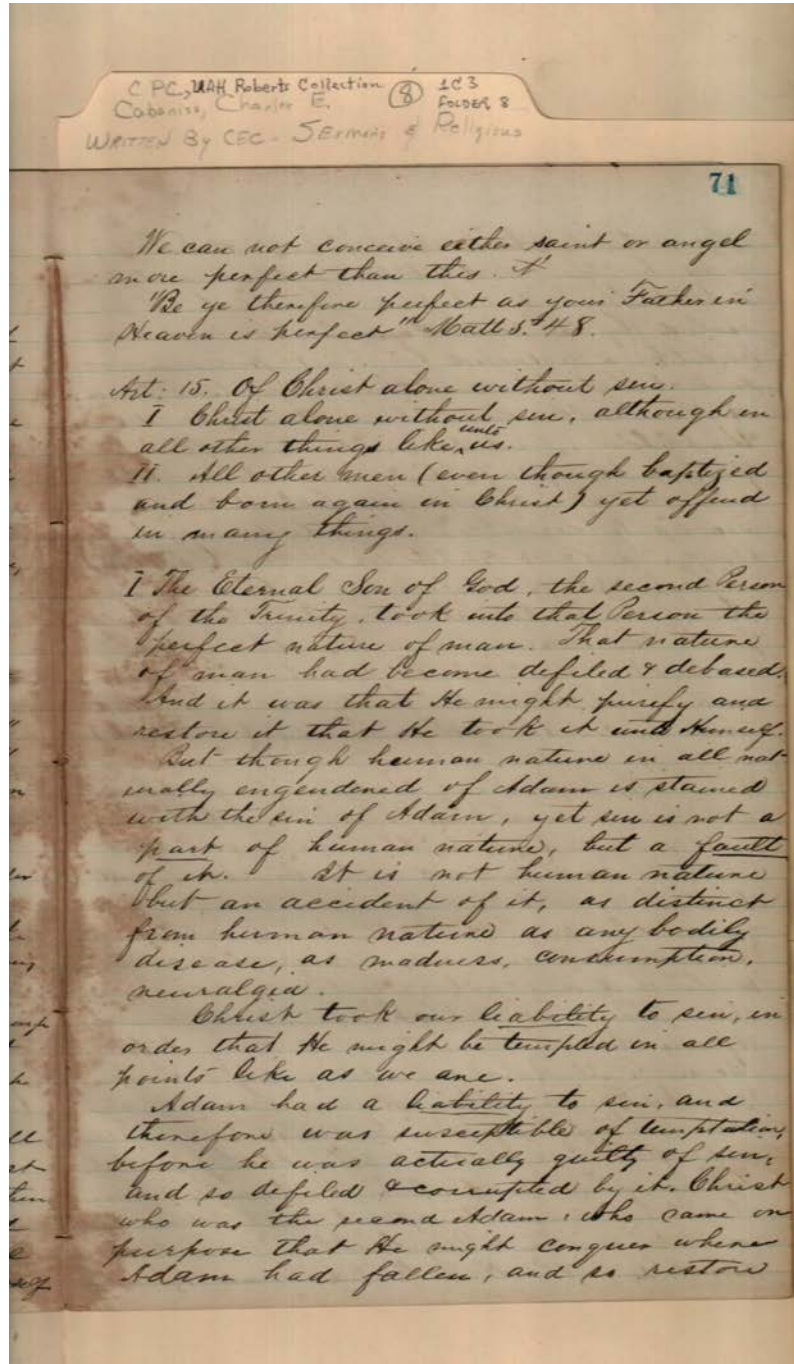 C PC, UAH Roberts Collection (8) 1C3
Cabaniss, Charles E. FOLDER 8
WRITTEN By CEC - SERMONS & Religious
71
We can not conceive either saint or angel
more perfect than this.
"Be ye therefore perfect as your Father in
Heaven is perfect" Matt 5. 48.
Art: 15. Of Christ alone without sin.
I Christ alone without sin, although in
all other things like unto us.
II. All other men (even though baptized
and born again in Christ) yet offend
in many things.
I The Eternal Son of God, the second Person
of the Trinity, took into that Person the
perfect nature of man. That nature
of man had become defiled & debased.
And it was that He might purify and
restore it that He took it unto Himself.
But though human nature in all nat-
urally engendered of Adam is stained
with the sin of Adam, yet sin is not a
part of human nature, but a fault
of it. It is not human nature
but an accident of it, as distinct
from human nature as any bodily
disease, as madness, consumption,
neuralgia.
Christ took our liability to sin, in
order that He might be tempted in all
points like as we are.
Adam had a liability to sin, and
therefore was susceptible of temptation,
before he was actually guilty of sin,
and so defiled & corrupted by it. Christ
who was the second Adam, who came on
purpose that He might conquer where
Adam had fallen, and so restore